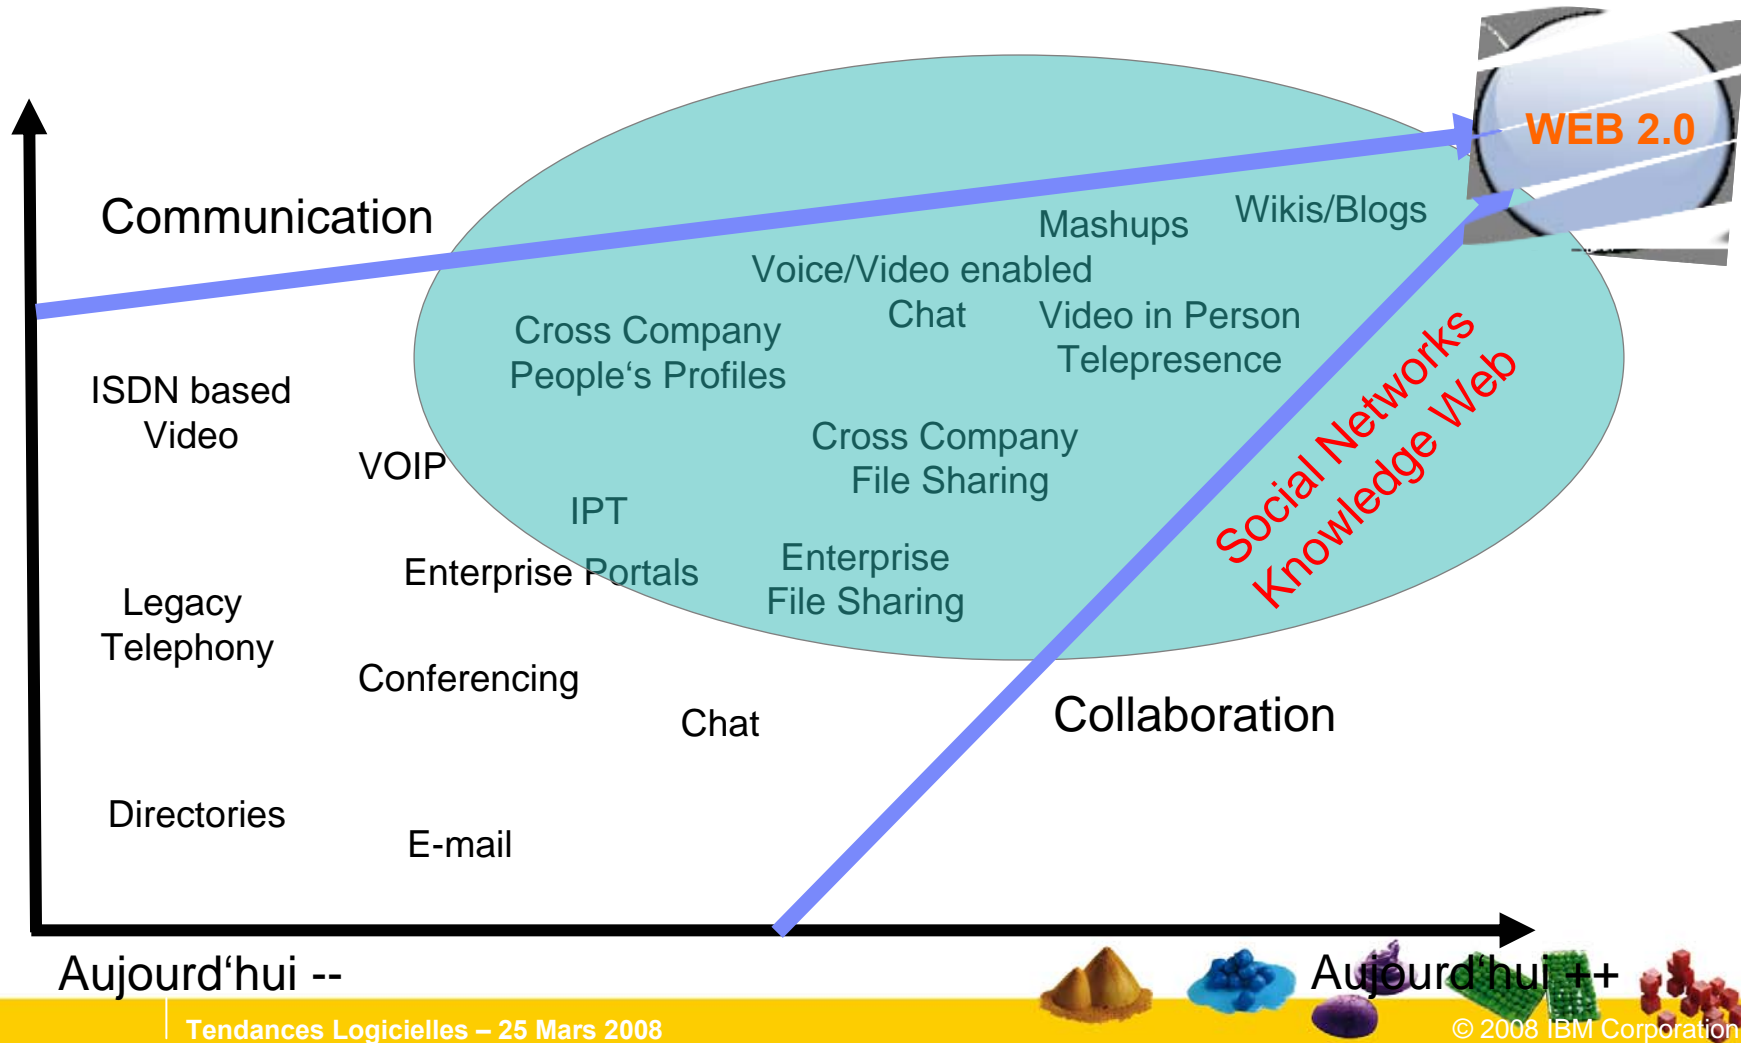 WEB 2.0
Communication
Mashups
Wikis/Blogs
Voice/Video enabled
Chat
Video in Person
Telepresence
Cross Company
People‘s Profiles
ISDN based
Video
VOIP
Cross Company
File Sharing
Social Networks
Knowledge Web
IPT
Enterprise Portals
Enterprise
File Sharing
Legacy
Telephony
Conferencing
Chat
Collaboration
Directories
E-mail
Aujourd‘hui --
Aujourd‘hui ++
Tendances Logicielles – 25 Mars 2008
© 2008 IBM Corporation